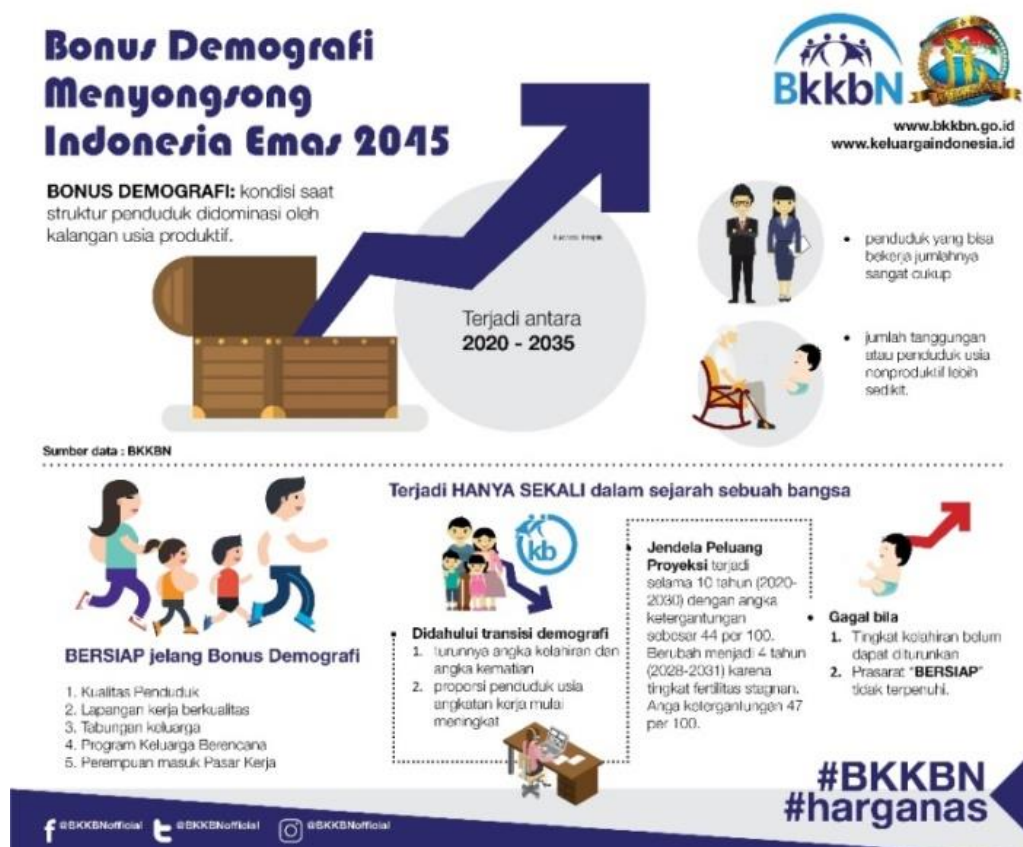 Bonus Demografi
Menyongsong
Indonesia Emas 2045
BkkbN
www.bkkbn.go.id
www.keluargaindonesia.id
BONUS DEMOGRAFI: kondisi saat
struktur penduduk didominasi oleh
kalangan usia produktif.
Terjadi antara
2020 - 2035
• penduduk yang bisa
bekerja jumlahnya
sangat cukup
• jumlah tanggungan
atau penduduk usia
nonproduktif lebih
sedikit.
Sumber data : BKKBN
Terjadi HANYA SEKALI dalam sejarah sebuah bangsa
BERSIAP jelang Bonus Demografi
1. Kualitas Penduduk
2. Lapangan kerja berkualitas
3. Tabungan keluarga
4. Program Keluarga Berencana
5. Perempuan masuk Pasar Kerja
kb
• Didahului transisi demografi
1. turunnya angka kelahiran dan
angka kematian
2. proporsi penduduk usia
angkatan kerja mulai
meningkat
• Jendela Peluang
Proyeksi terjadi
selama 10 tahun (2020-
2030) dengan angka
ketergantungan
sebesar 44 per 100.
Berubah menjadi 4 tahun
(2028-2031) karena
tingkat fertilitas stagnan.
Anga ketergantungan 47
per 100.
• Gagal bila
1. Tingkat kelahiran belum
dapat diturunkan
2. Prasarat "BERSIAP"
tidak terpenuhi.
#BKKBN
#harganas
@BKKBNofficial
@BKKBNofficial
@BKKBNofficial